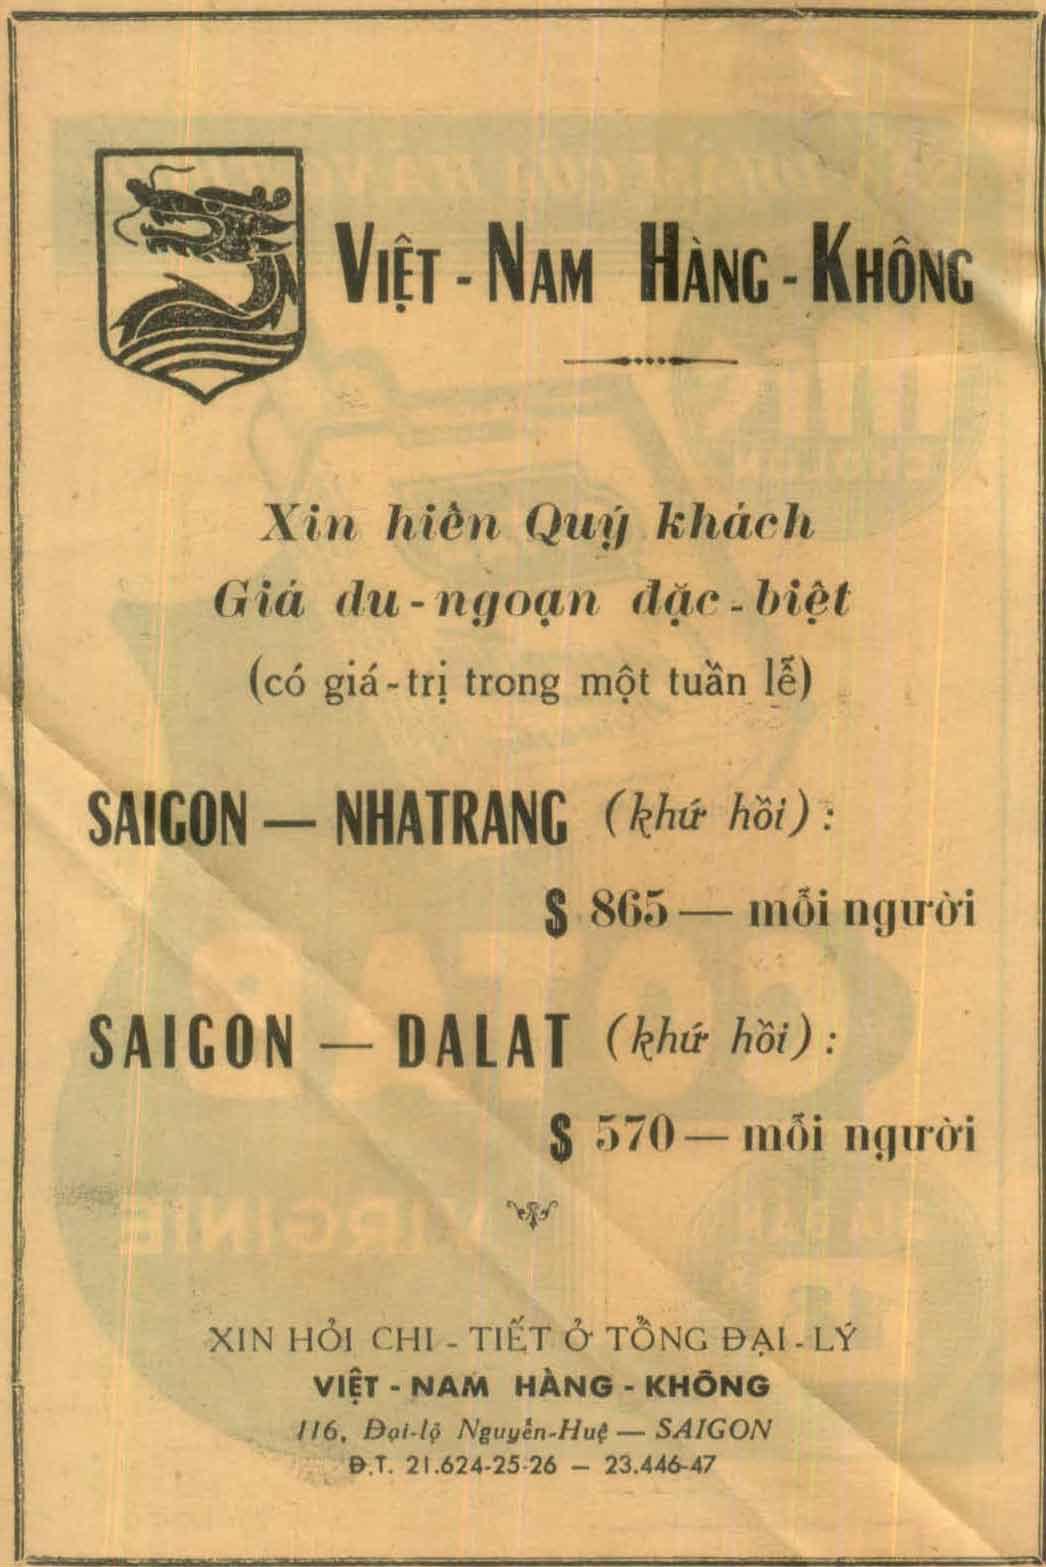 VIỆT - NAM HÀNG - KHÔNG
Xin hiến Quý khách
Giá du - ngoạn đặc - biệt
(có giá - trị trong một tuần lễ)
SAIGON — NHATRANG (khứ hồi) :
$ 865 — mỗi người
SAIGON — DALAT (khứ hồi) :
$ 570 — mỗi người
XIN HỎI CHI - TIẾT Ở TỔNG ĐẠI - LÝ
VIỆT - NAM HÀNG - KHÔNG
116, Đại-lộ Nguyễn-Huệ — SAIGON
Đ.T. 21.624-25-26 – 23.446-47